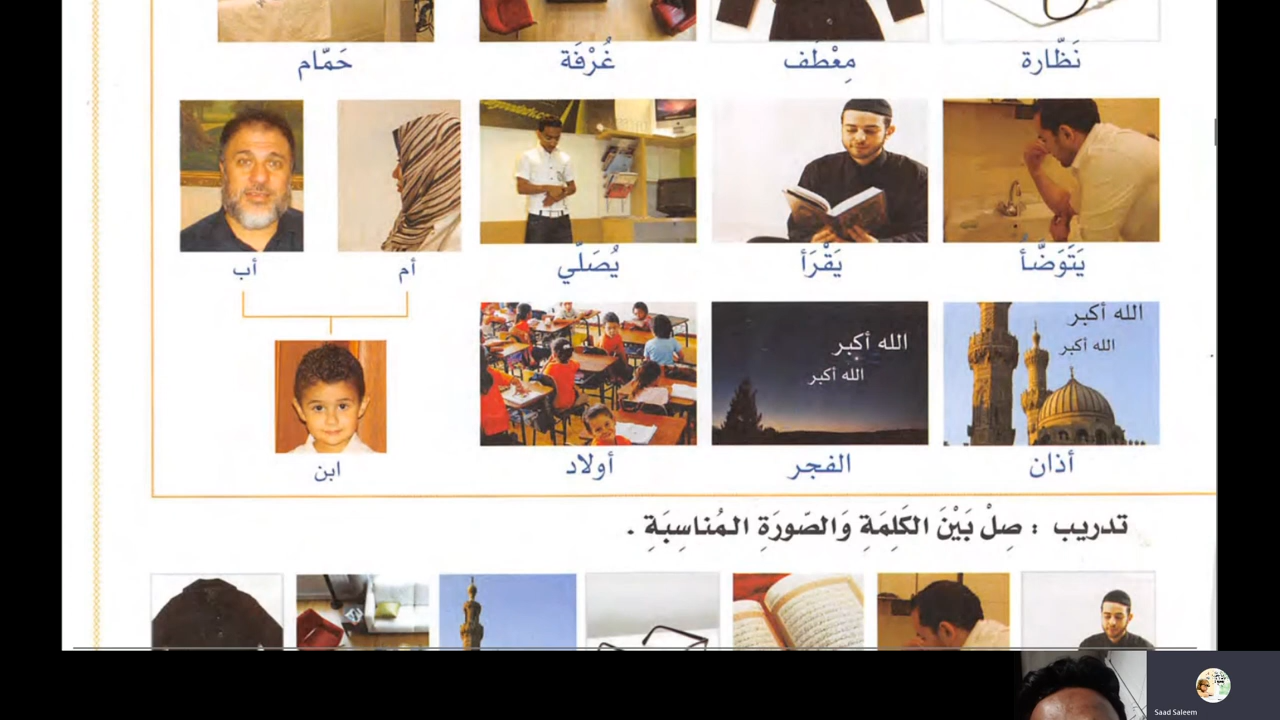 نَظَّارة
مِعْطَف
غُرْفَة
حَمّام
يَتَوَضَّأ
يَقْرَأ
يُصَلّي
أم
أب
الله أكبر
الله أكبر
الله أكبر
الله أكبر
أذان
الفجر
أولاد
ابن
تدريب : صِلْ بَيْنَ الكَلِمَةِ وَالصّورَةِ المُناسِبَةِ .
Saad Saleem